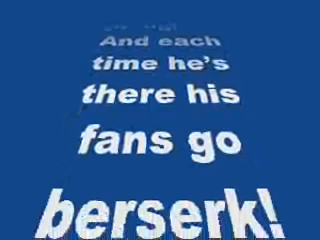 And each
time he's
there his
fans go
berserk!